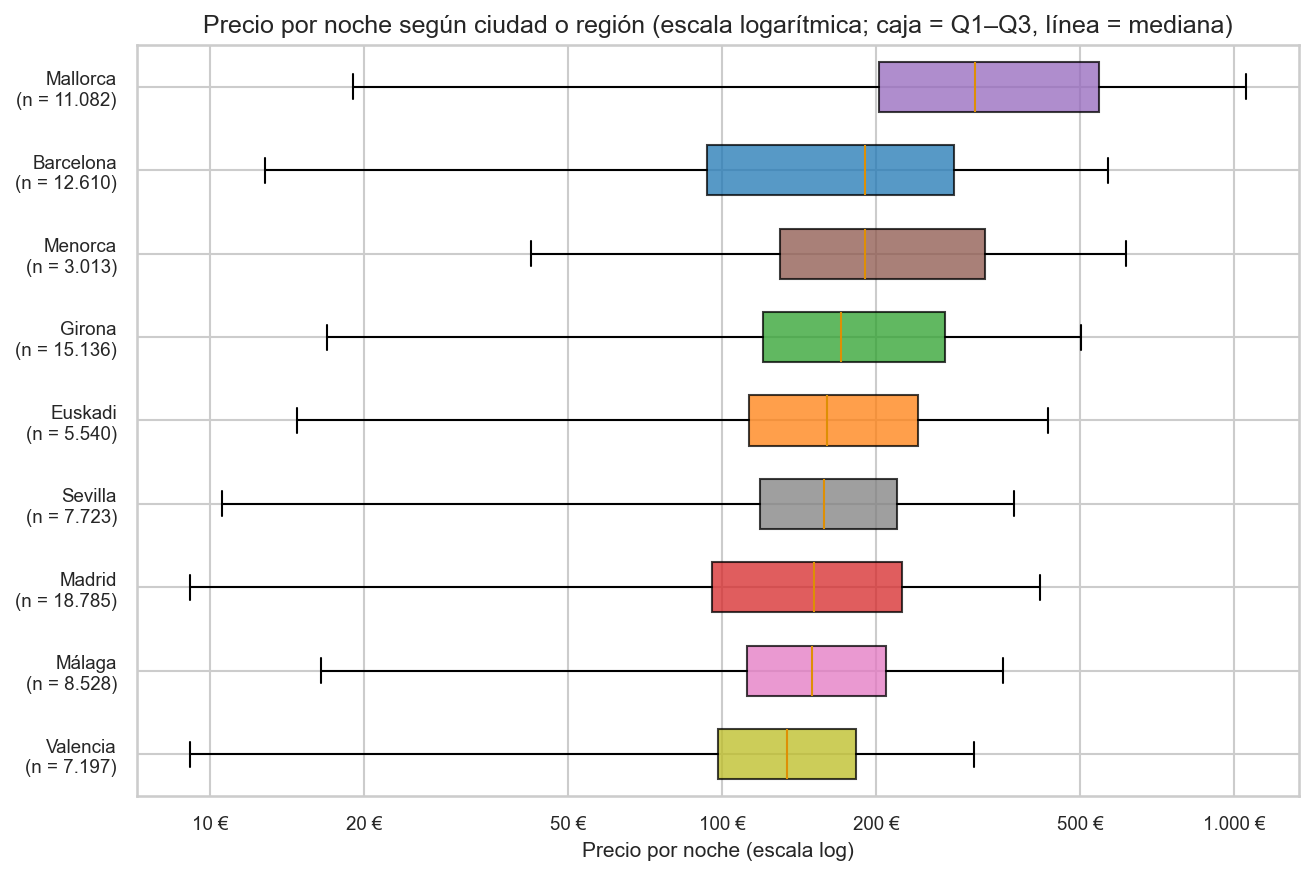 Precio por noche según ciudad o región (escala logarítmica; caja = Q1–Q3, línea = mediana)
Mallorca
(n = 11.082)
Barcelona
(n = 12.610)
Menorca
(n = 3.013)
Girona
(n = 15.136)
Euskadi
(n = 5.540)
Sevilla
(n = 7.723)
Madrid
(n = 18.785)
Málaga
(n = 8.528)
Valencia
(n = 7.197)
10 € 20 € 50 € 100 € 200 € 500 € 1.000 €
Precio por noche (escala log)